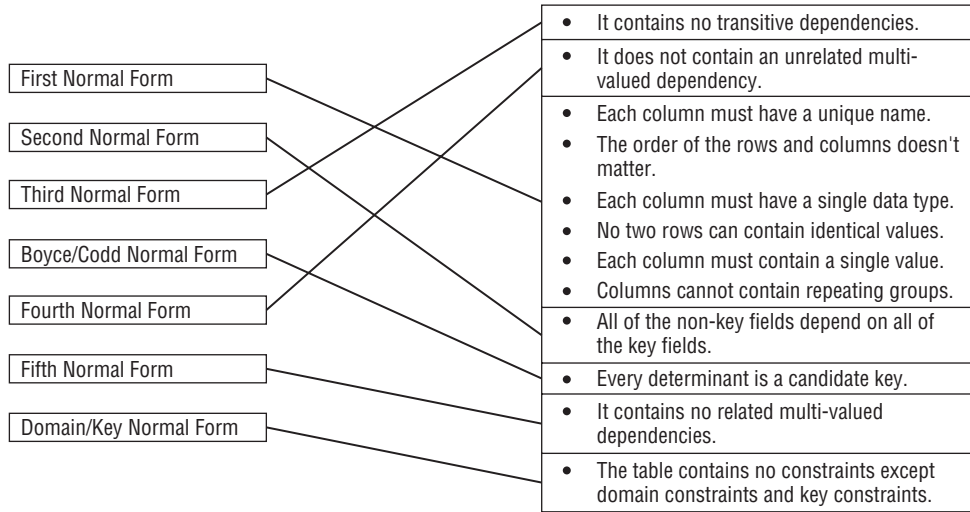 First Normal Form
Second Normal Form
Third Normal Form
Boyce/Codd Normal Form
Fourth Normal Form
Fifth Normal Form
Domain/Key Normal Form
• It contains no transitive dependencies.
• It does not contain an unrelated multi-
valued dependency.
• Each column must have a unique name.
• The order of the rows and columns doesn't
matter.
• Each column must have a single data type.
• No two rows can contain identical values.
• Each column must contain a single value.
• Columns cannot contain repeating groups.
• All of the non-key fields depend on all of
the key fields.
• Every determinant is a candidate key.
• It contains no related multi-valued
dependencies.
• The table contains no constraints except
domain constraints and key constraints.